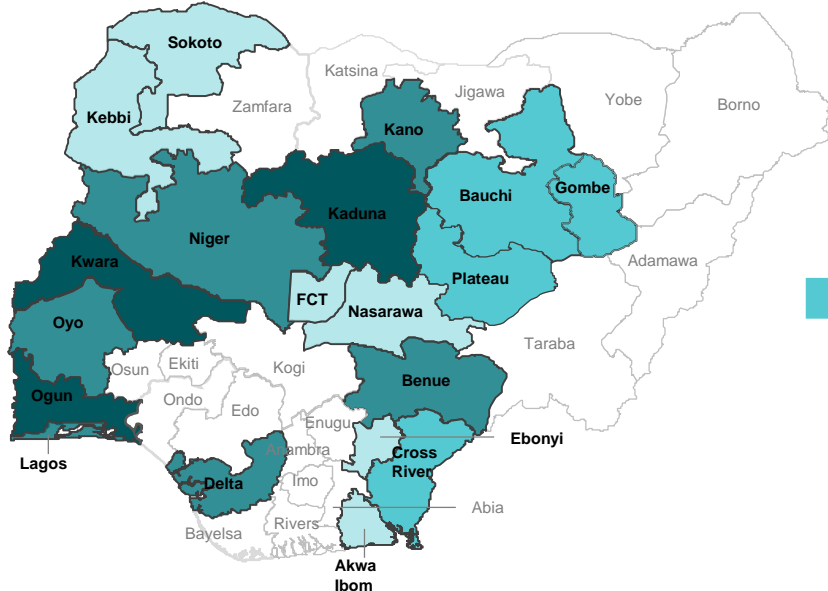 Sokoto
Katsina
Jigawa
Yobe
Borno
Zamfara
Kebbi
Kano
Bauchi
Gombe
Kaduna
Niger
Kwara
Adamawa
Plateau
FCT
Nasarawa
Oyo
Taraba
Osun
Ekiti
Kogi
Benue
Ogun
Ondo
Edo
Enugu
Ebonyi
Anambra
Cross
River
Lagos
Delta
Imo
Abia
Rivers
Bayelsa
Akwa
Ibom